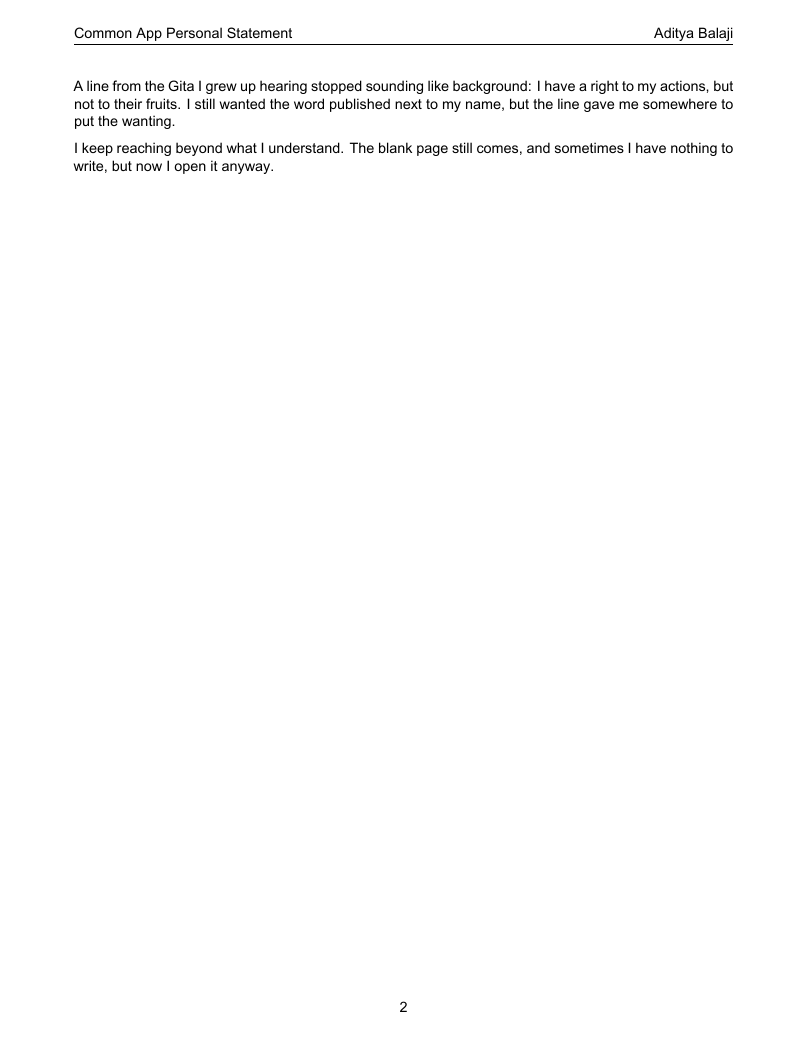 Common App Personal Statement Aditya Balaji
A line from the Gita I grew up hearing stopped sounding like background: I have a right to my actions, but
not to their fruits. I still wanted the word published next to my name, but the line gave me somewhere to
put the wanting.
I keep reaching beyond what I understand. The blank page still comes, and sometimes I have nothing to
write, but now I open it anyway.
2